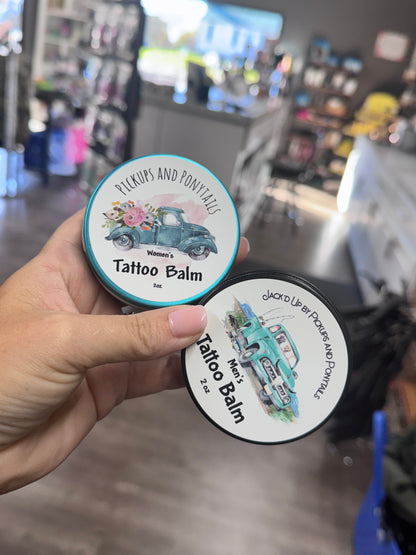 PICKUPS AND PONYTAILS
Women's
Tattoo Balm
2oz.
JACK'D UP BY PICKUPS AND PONYTAILS
Men's
Tattoo Balm
2 oz